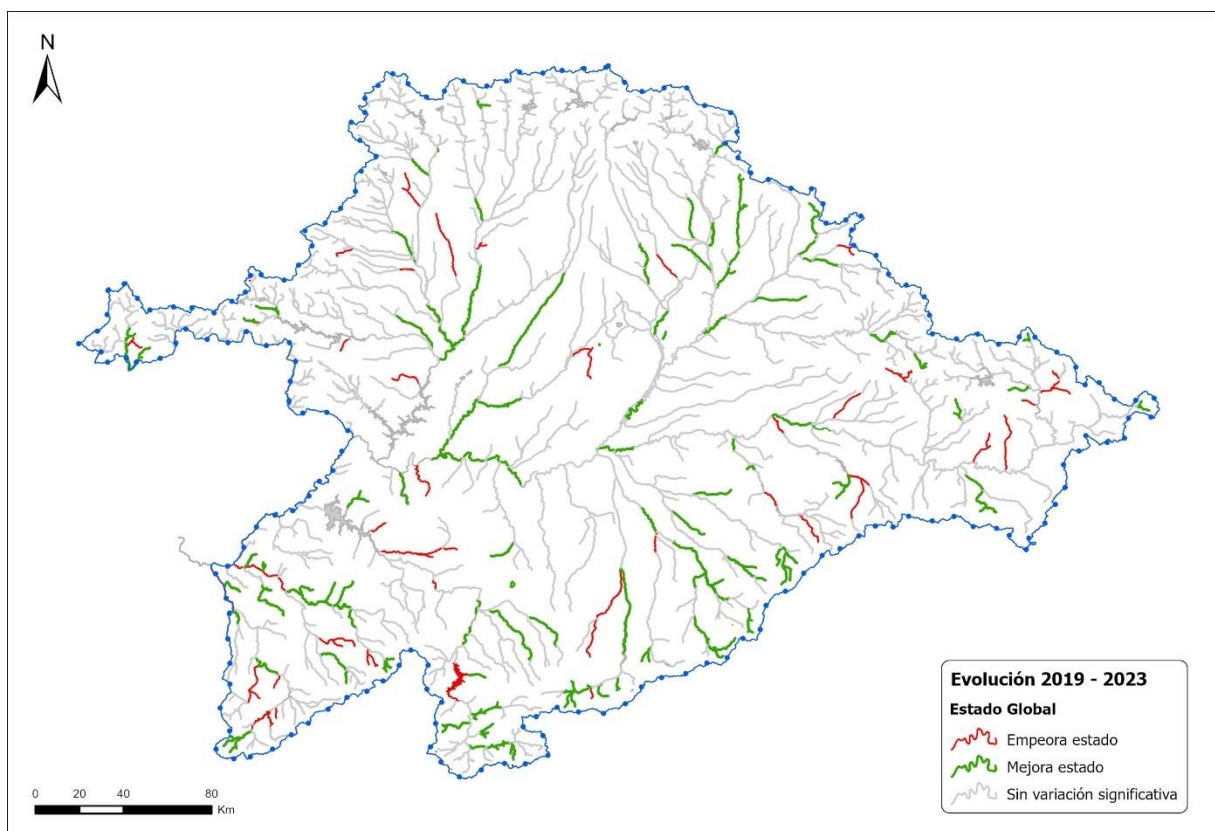 N
Evolución 2019 - 2023
Estado Global
Empeora estado
Mejora estado
Sin variación significativa
0 20 40 80
Km